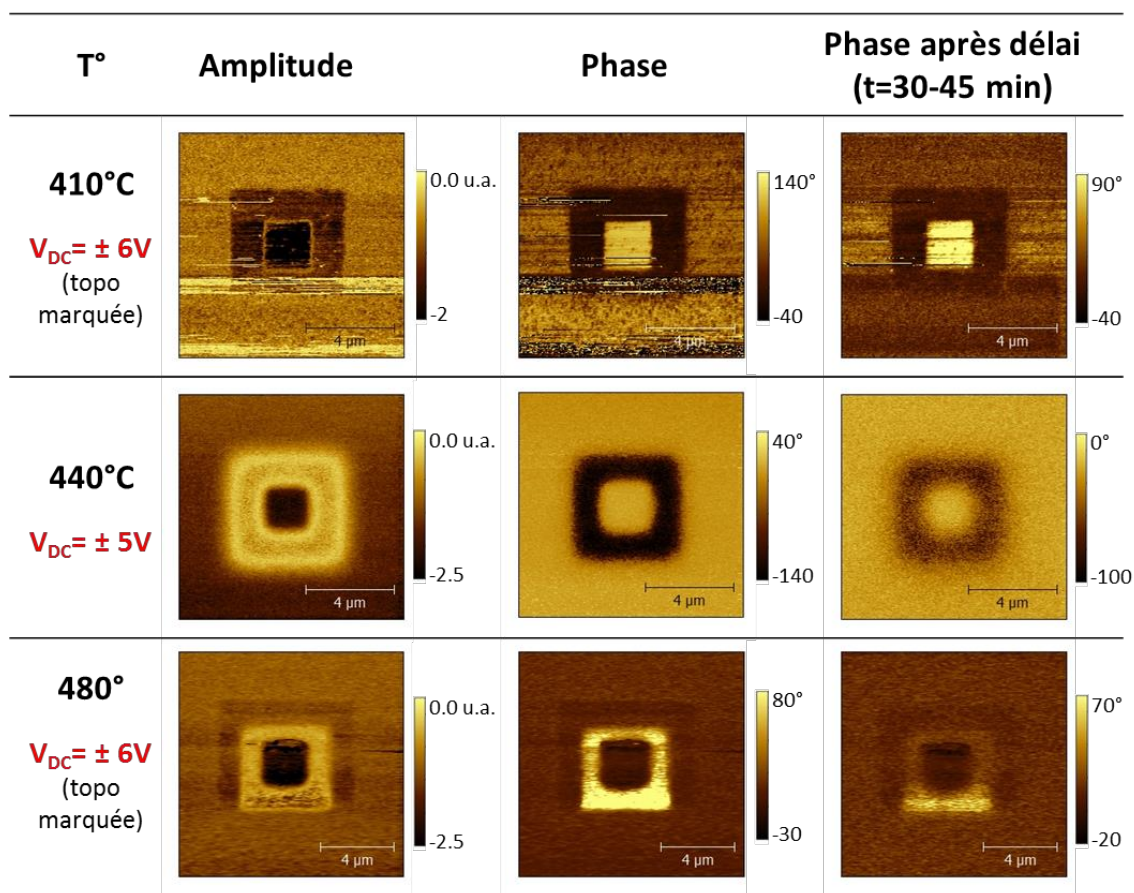 T°
Amplitude
Phase
Phase après délai
(t=30-45 min)
410°C
V_DC= ± 6V
(topo
marquée)
0.0 u.a.
-2
4 µm
140°
-40
4 µm
90°
-40
4 µm
440°C
V_DC= ± 5V
0.0 u.a.
-2.5
4 µm
40°
-140
4 µm
0°
-100
4 µm
480°
V_DC= ± 6V
(topo
marquée)
0.0 u.a.
-2.5
4 µm
80°
-30
4 µm
70°
-20
4 µm